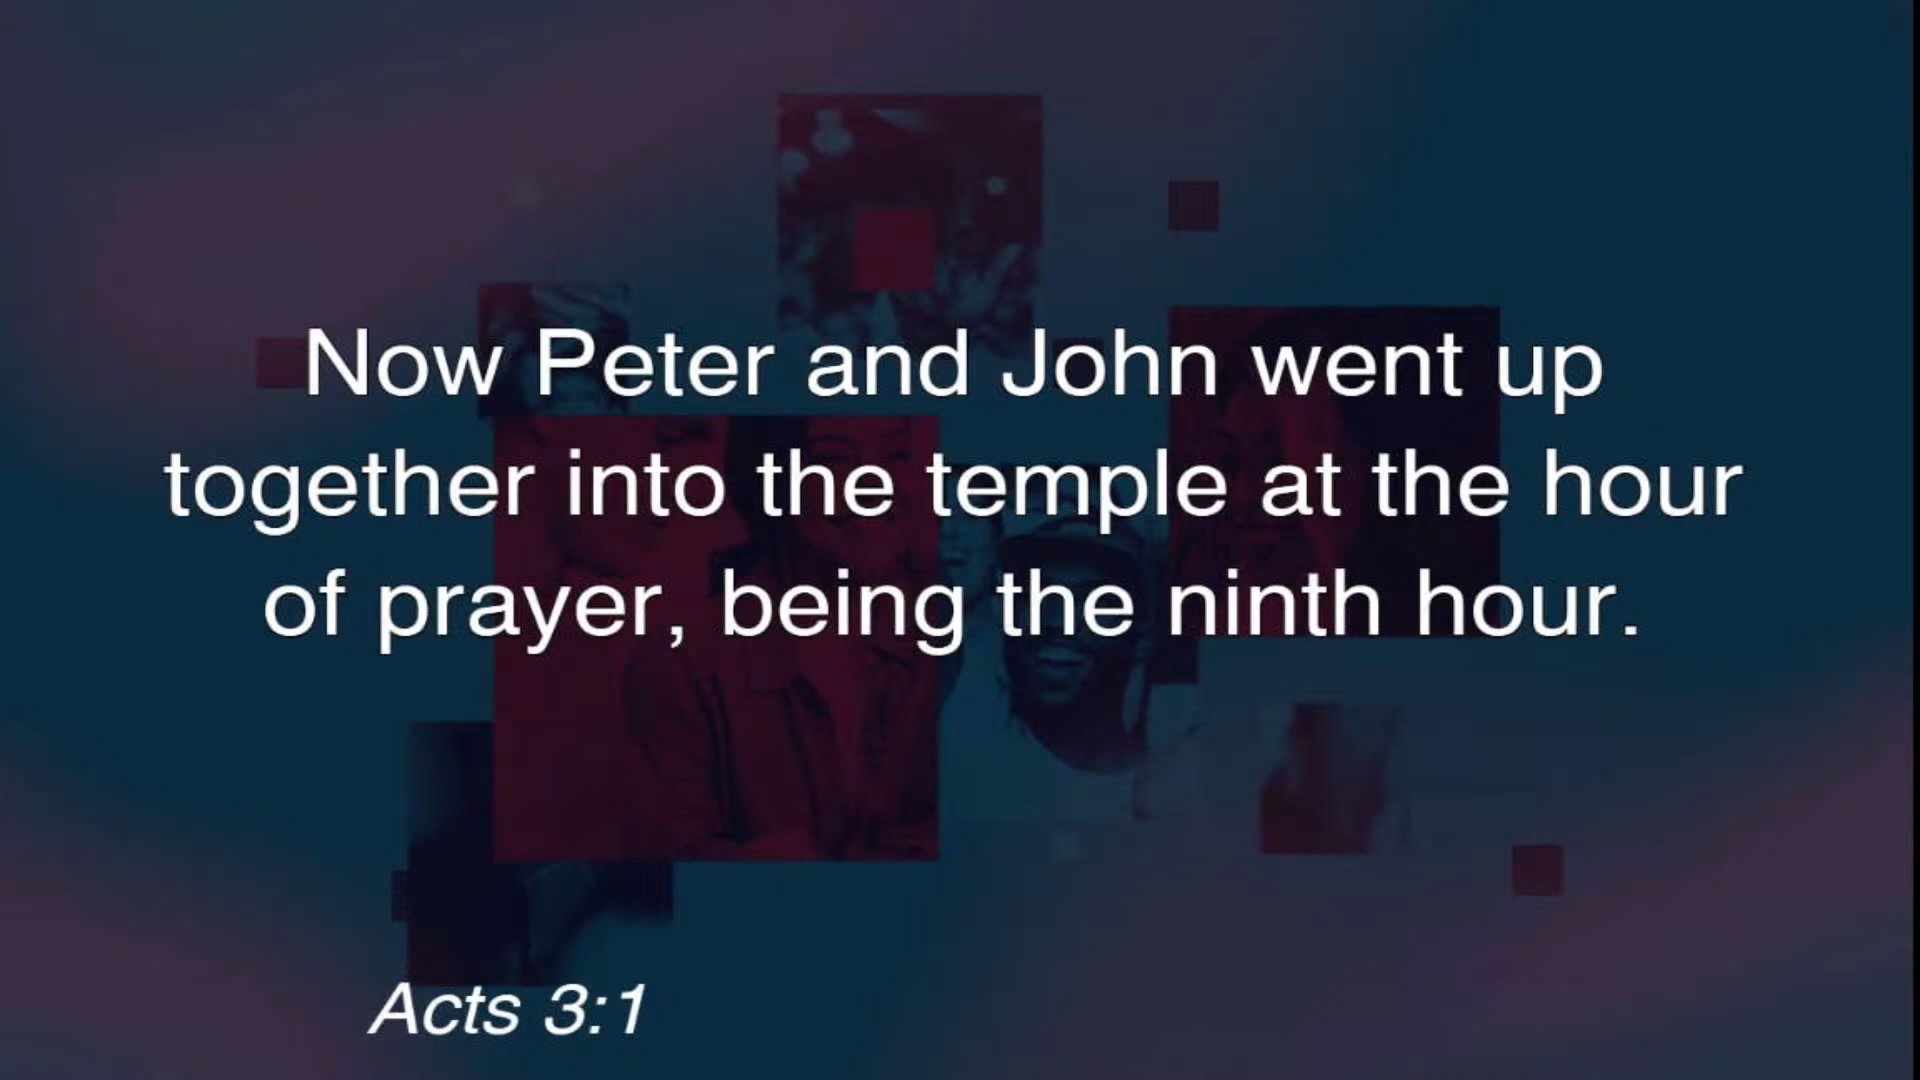 Now Peter and John went up
together into the temple at the hour
of prayer, being the ninth hour.
Acts 3:1